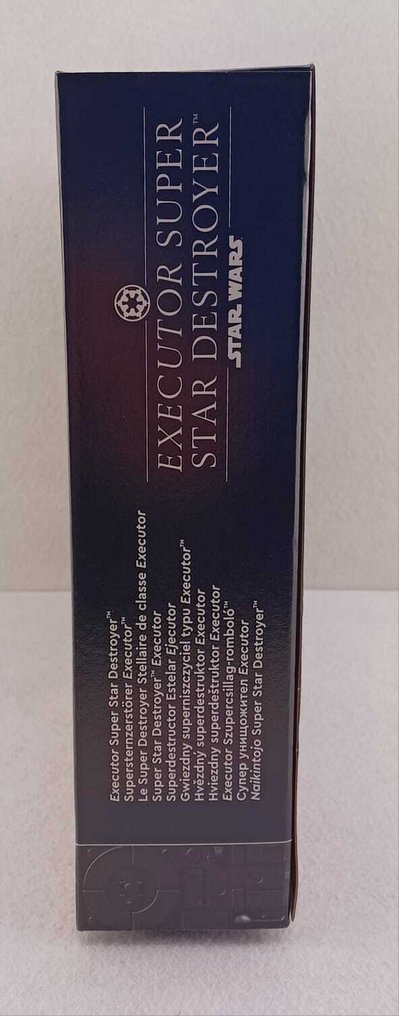 EXECUTOR SUPER
STAR DESTROYER™
STAR WARS
Executor Super Star Destroyer™
Supersternzerstörer Executor™
Le Super Destroyer Stellaire de classe Executor
Super Star Destroyer™ Executor
Superdestructor Estelar Ejecutor
Gwiezdny superniszczyciel typu Executor™
Hvězdný superdestruktor Executor
Hviezdny superdeštruktor Executor
Executor Szupercsillag-romboló™
Супер унищожител Executor
Naikintojo Super Star Destroyer™